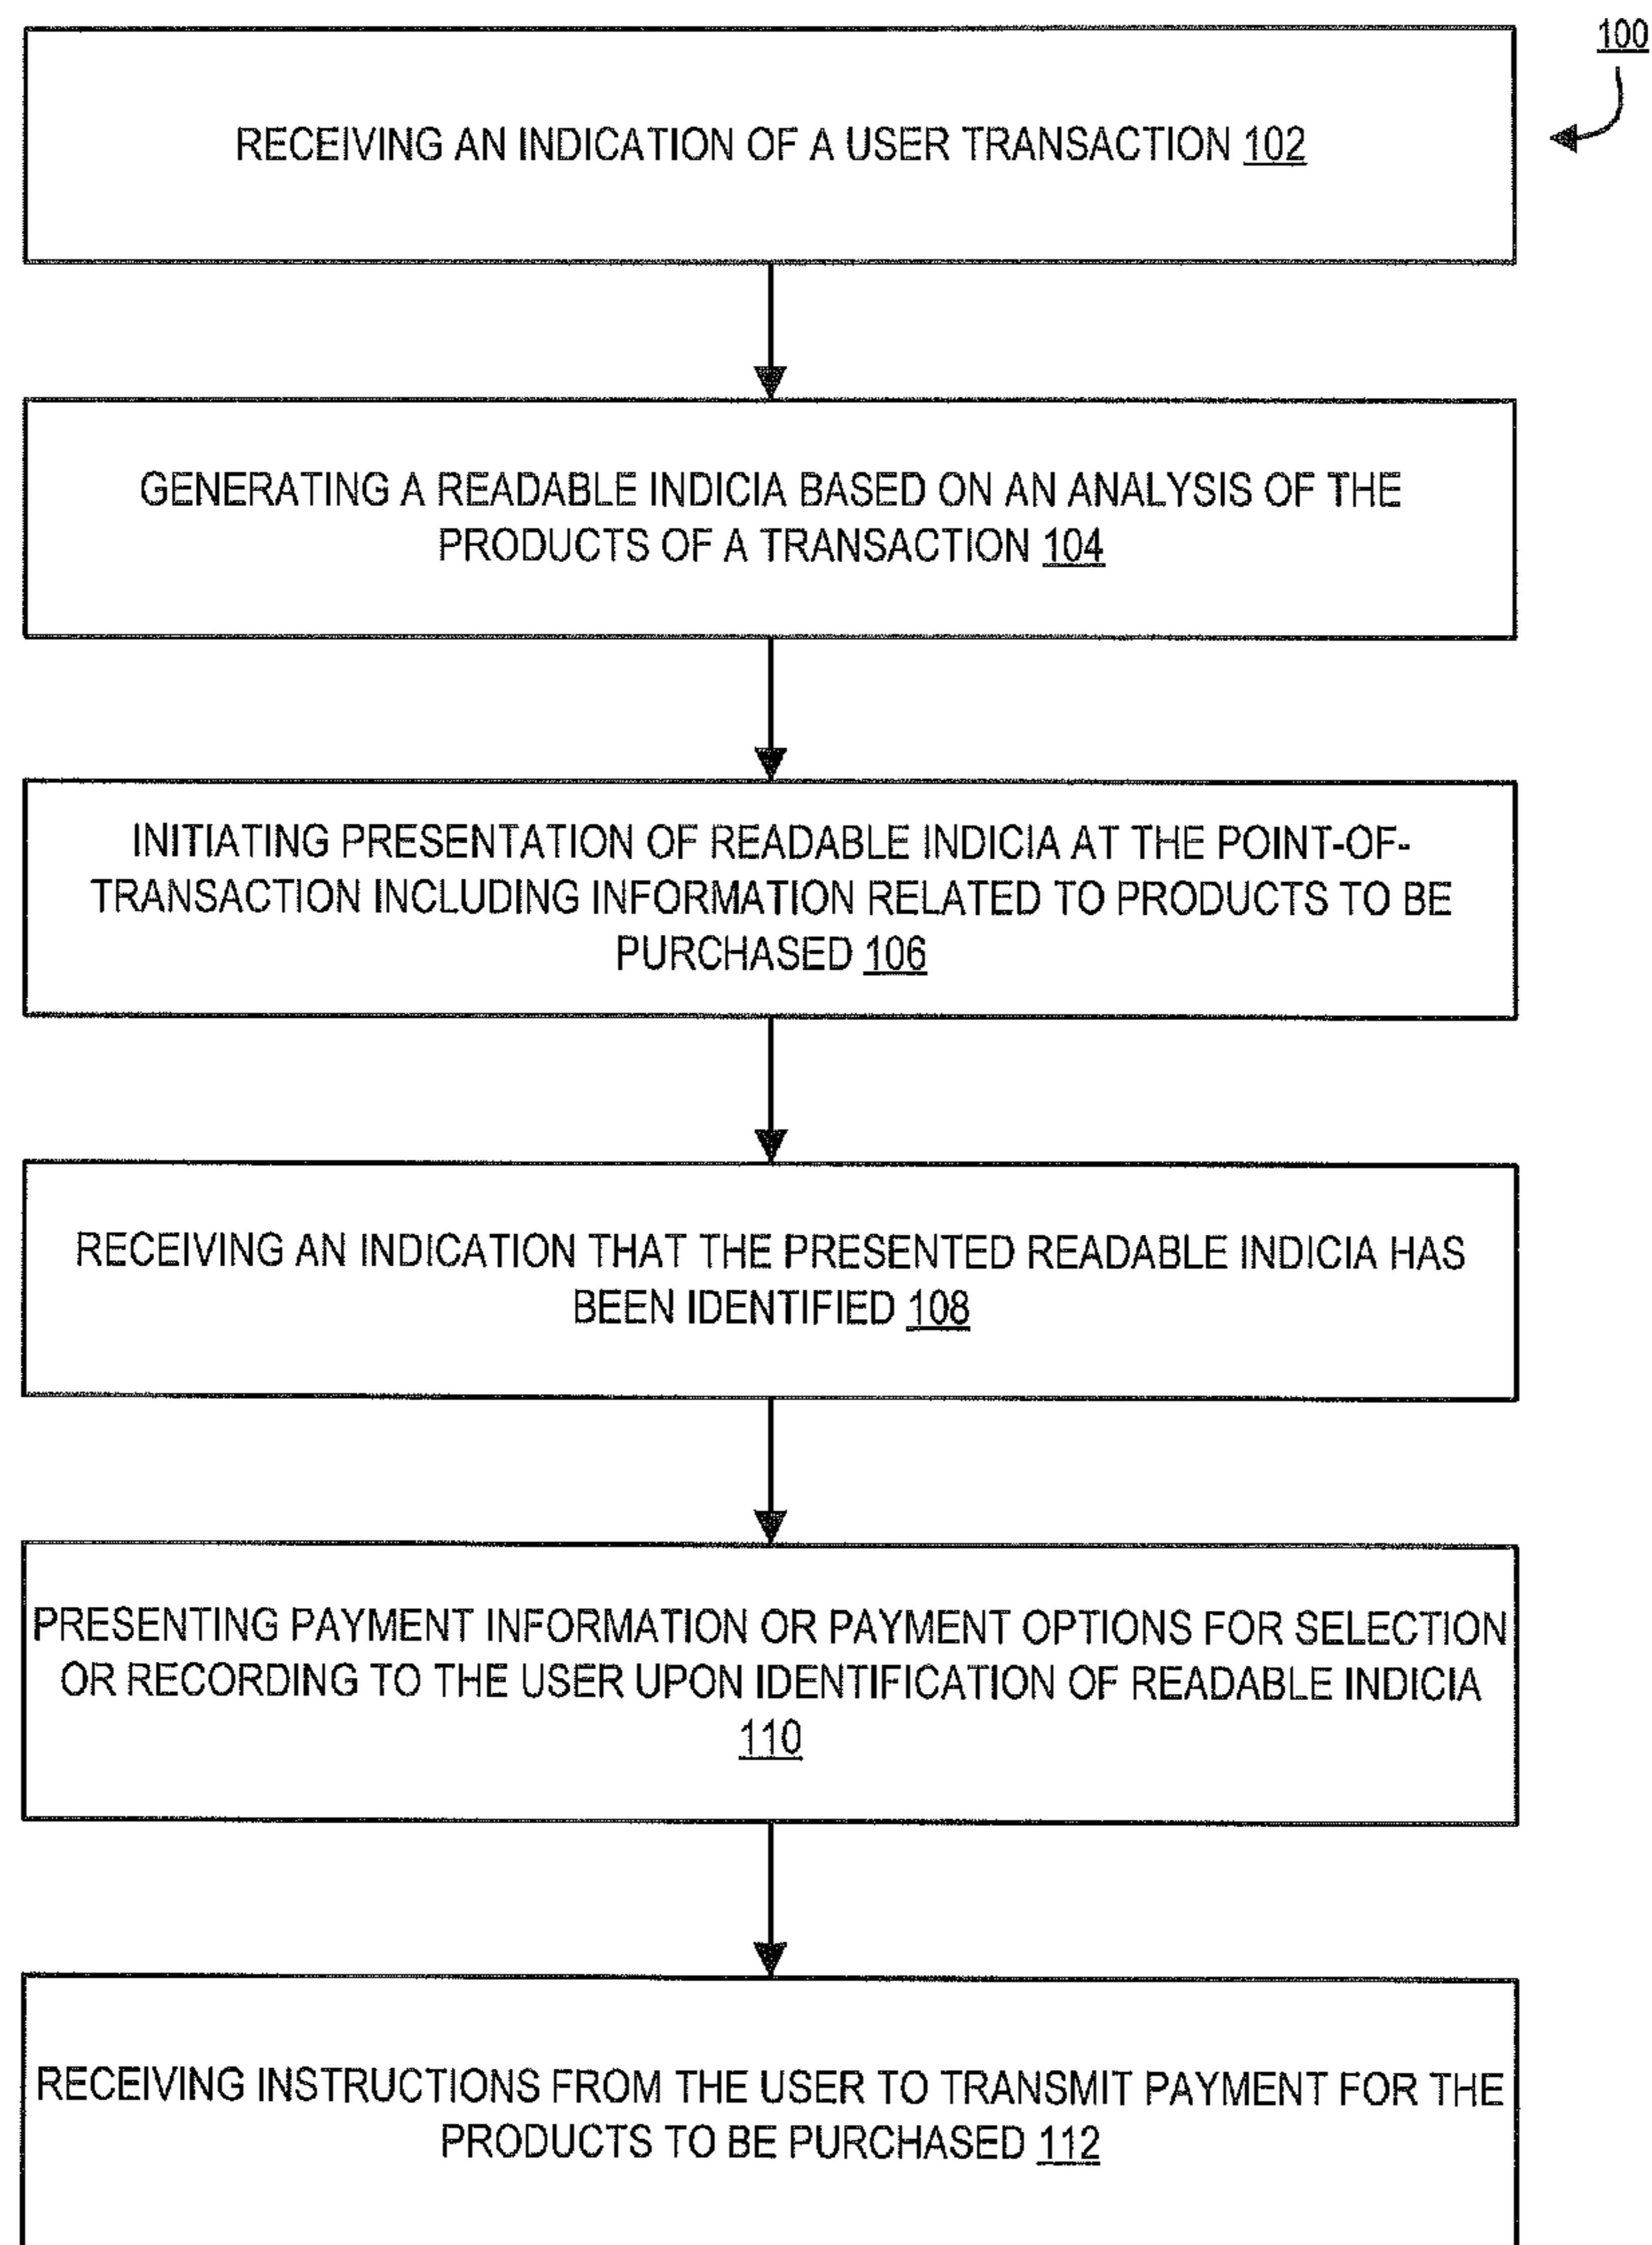 100
RECEIVING AN INDICATION OF A USER TRANSACTION 102
GENERATING A READABLE INDICIA BASED ON AN ANALYSIS OF THE
PRODUCTS OF A TRANSACTION 104
INITIATING PRESENTATION OF READABLE INDICIA AT THE POINT-OF-
TRANSACTION INCLUDING INFORMATION RELATED TO PRODUCTS TO BE
PURCHASED 106
RECEIVING AN INDICATION THAT THE PRESENTED READABLE INDICIA HAS
BEEN IDENTIFIED 108
PRESENTING PAYMENT INFORMATION OR PAYMENT OPTIONS FOR SELECTION
OR RECORDING TO THE USER UPON IDENTIFICATION OF READABLE INDICIA
110
RECEIVING INSTRUCTIONS FROM THE USER TO TRANSMIT PAYMENT FOR THE
PRODUCTS TO BE PURCHASED 112